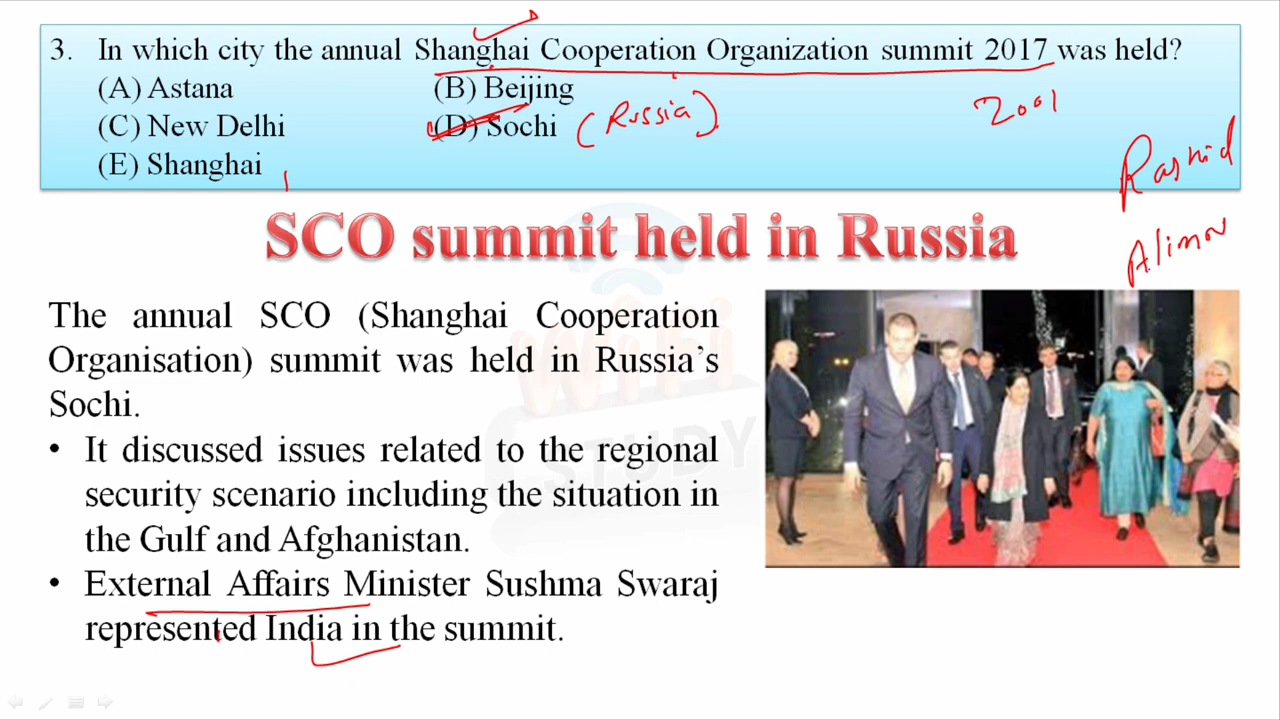 3. In which city the annual Shanghai Cooperation Organization summit 2017 was held?
(A) Astana (B) Beijing
(C) New Delhi (D) Sochi (Russia)
(E) Shanghai
2001
Rashid
Alimov
SCO summit held in Russia
The annual SCO (Shanghai Cooperation
Organisation) summit was held in Russia's
Sochi.
• It discussed issues related to the regional
security scenario including the situation in
the Gulf and Afghanistan.
• External Affairs Minister Sushma Swaraj
represented India in the summit.
WiFi
STUDY